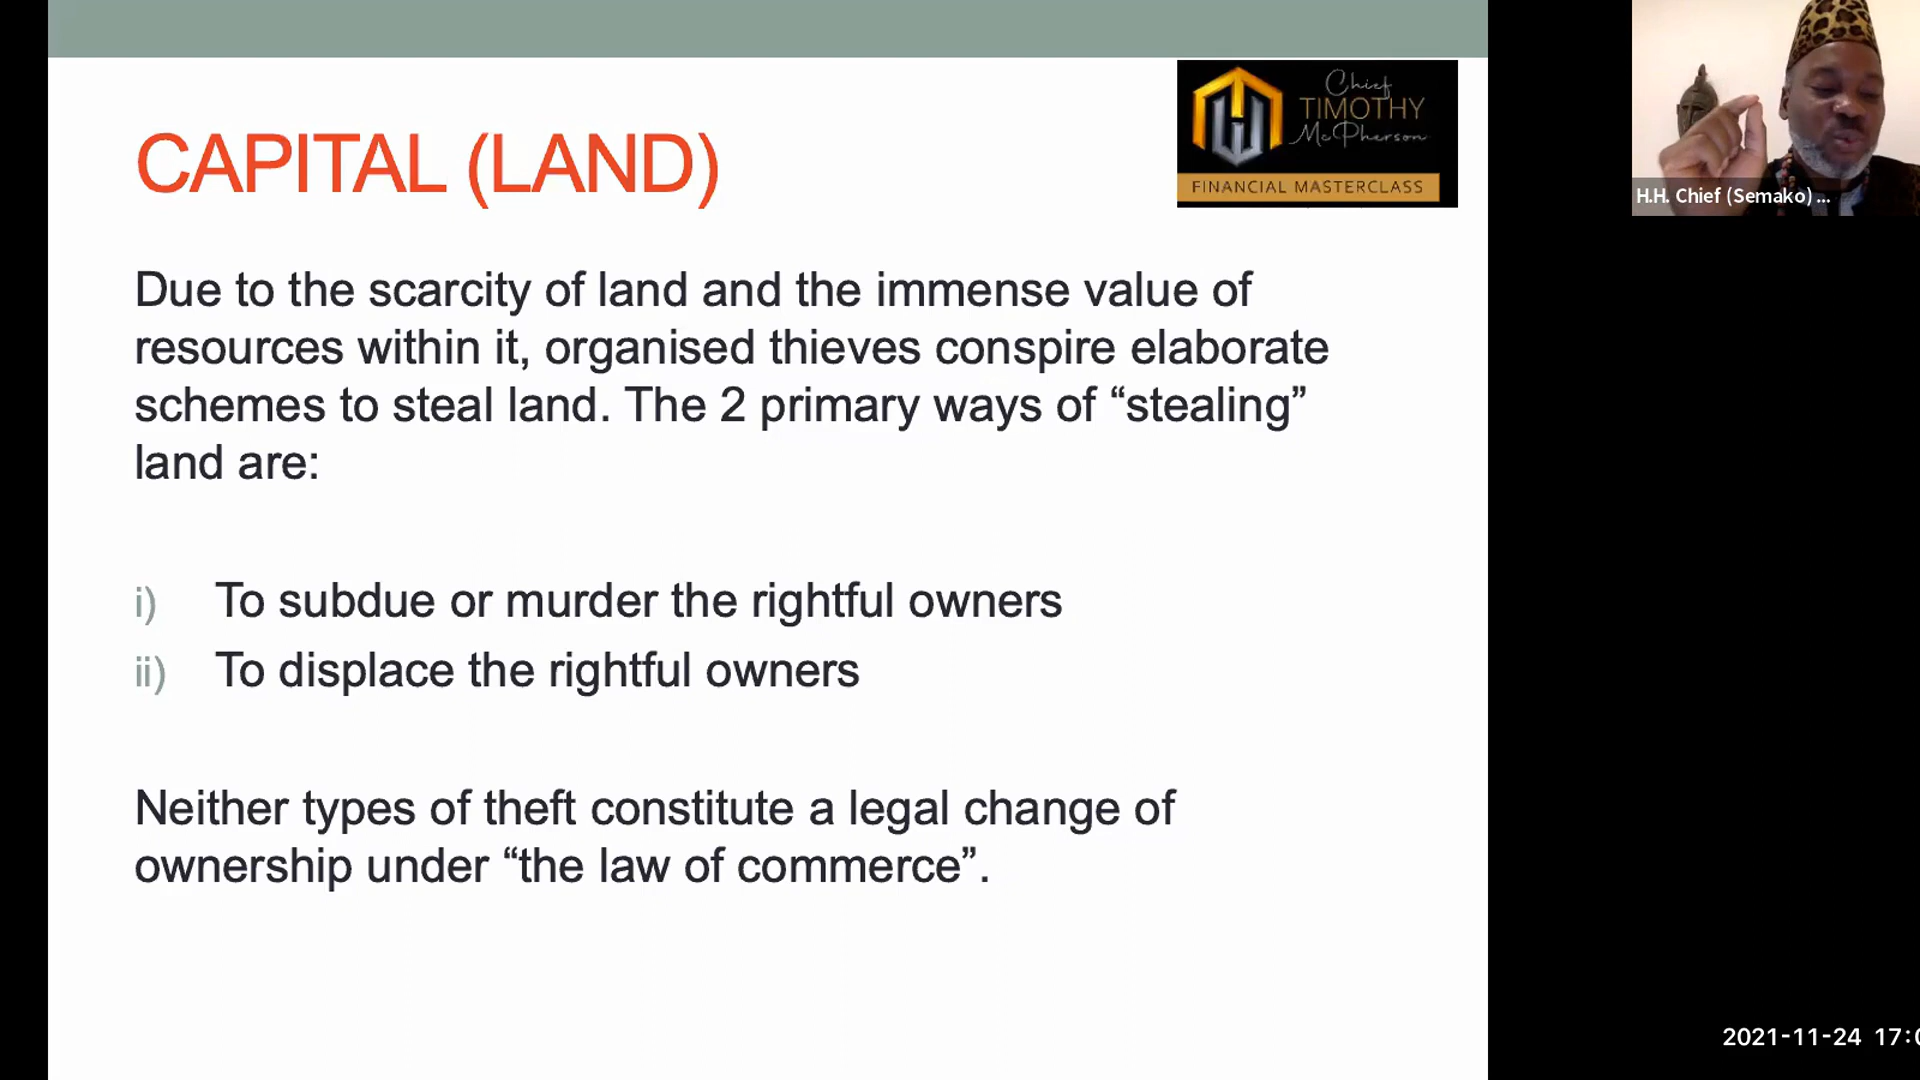 CAPITAL (LAND)
Chief
TIMOTHY
McPherson
FINANCIAL MASTERCLASS
H.H. Chief (Semako) ...
Due to the scarcity of land and the immense value of
resources within it, organised thieves conspire elaborate
schemes to steal land. The 2 primary ways of “stealing”
land are:
i) To subdue or murder the rightful owners
ii) To displace the rightful owners
Neither types of theft constitute a legal change of
ownership under “the law of commerce”.
2021-11-24 17:0